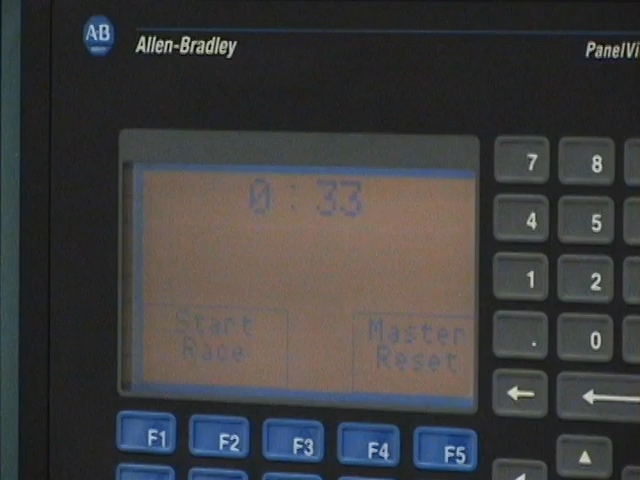 AB
Allen-Bradley
PanelVi
0:33
Start
Race
Master
Reset
7 8
4 5
1 2
. 0
F1 F2 F3 F4 F5